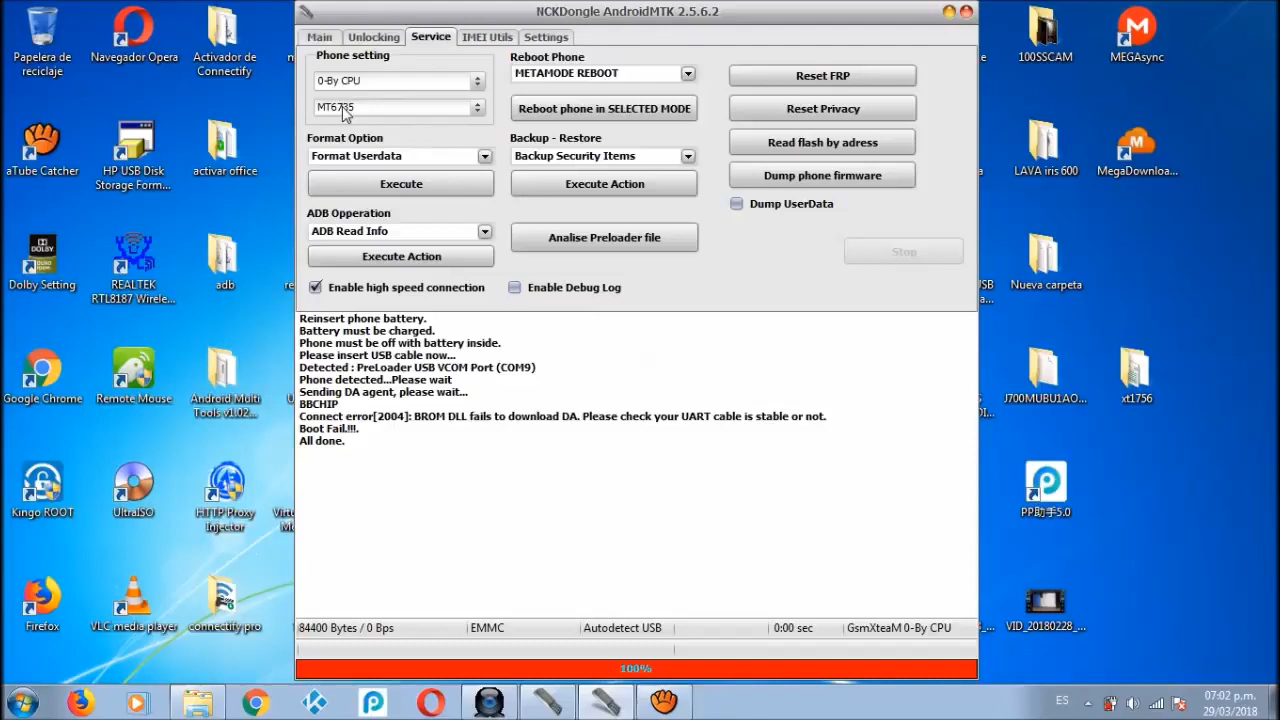 NCKDongle AndroidMTK 2.5.6.2
Main
Unlocking
Service
IMEI Utils
Settings
Phone setting
0-By CPU
MT6735
Reboot Phone
METAMODE REBOOT
Reboot phone in SELECTED MODE
Reset FRP
Reset Privacy
Format Option
Format Userdata
Execute
Backup - Restore
Backup Security Items
Execute Action
Read flash by adress
Dump phone firmware
Dump UserData
ADB Opperation
ADB Read Info
Execute Action
Analise Preloader file
Stop
Enable high speed connection
Enable Debug Log
Reinsert phone battery.
Battery must be charged.
Phone must be off with battery inside.
Please insert USB cable now...
Detected : PreLoader USB VCOM Port (COM9)
Phone detected...Please wait
Sending DA agent, please wait...
BBCHIP
Connect error[2004]: BROM DLL fails to download DA. Please check your UART cable is stable or not.
Boot Fail.!!!.
All done.
84400 Bytes / 0 Bps
EMMC
Autodetect USB
0:00 sec
GsmXteaM 0-By CPU
100%
Papelera de
reciclaje
Navegador Opera
Activador de
Connectify
aTube Catcher
HP USB Disk
Storage Form...
activar office
DOLBY
Dolby Setting
REALTEK
RTL8187 Wirele...
adb
Google Chrome
Remote Mouse
Android Multi
Tools v1.02...
Kingo ROOT
UltraISO
HTTP Proxy
Injector
Firefox
VLC media player
connectify pro
100SSCAM
MEGAsync
LAVA iris 600
MegaDownloa...
Nueva carpeta
J700MUBU1AO...
xt1756
PP助手5.0
VID_20180228_...
ES
07:02 p.m.
29/03/2018